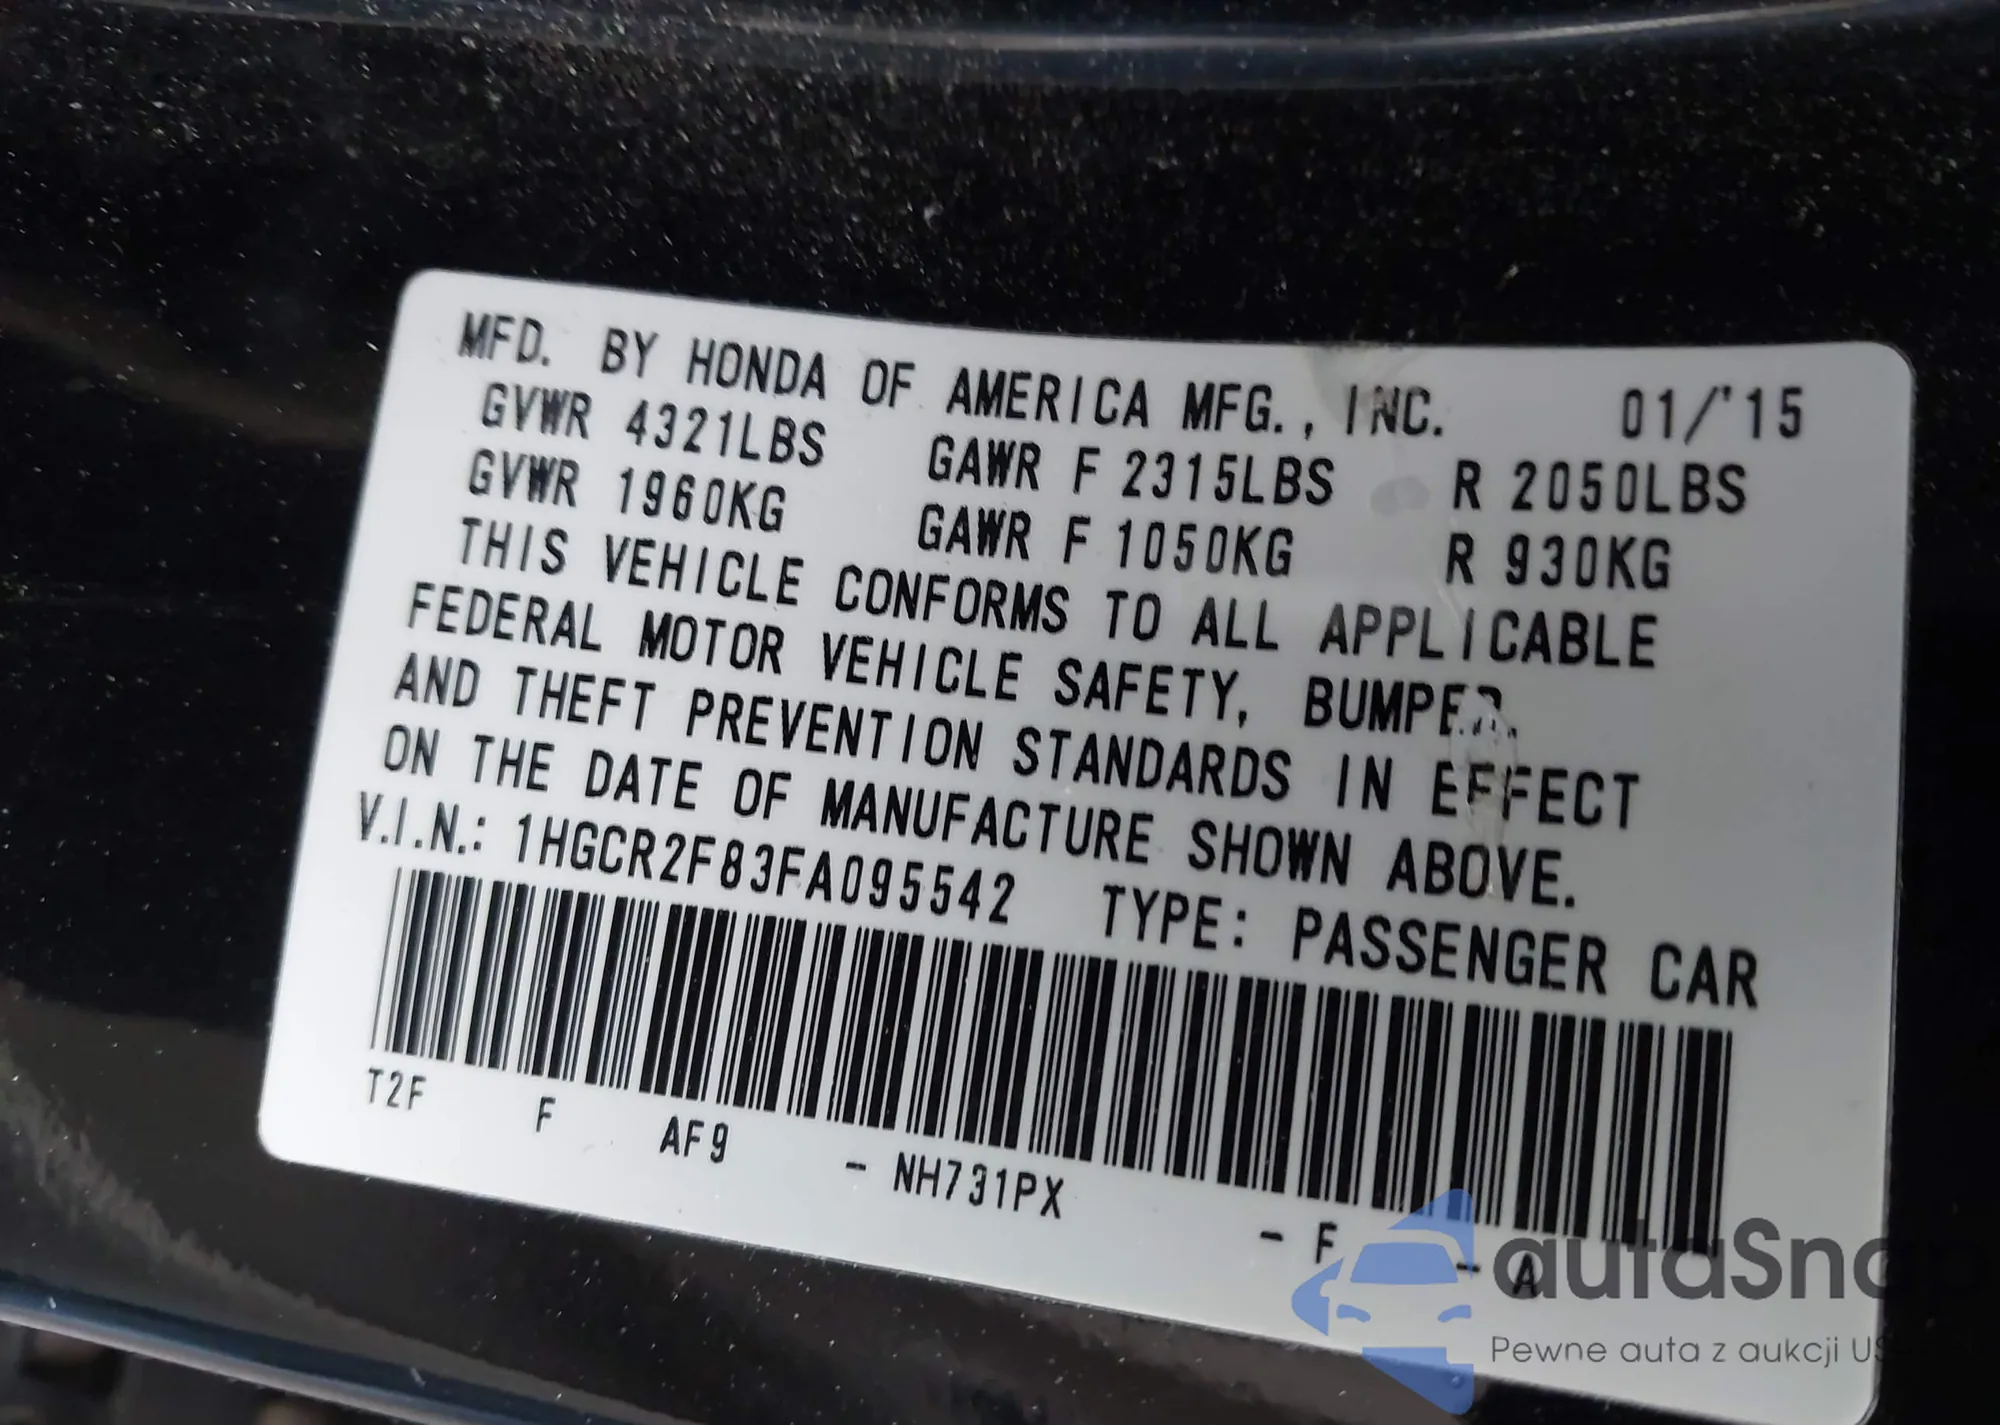 MFD. BY HONDA OF AMERICA MFG., INC. 01/'15
GVWR 4321LBS GAWR F 2315LBS R 2050LBS
GVWR 1960KG GAWR F 1050KG R 930KG
THIS VEHICLE CONFORMS TO ALL APPLICABLE
FEDERAL MOTOR VEHICLE SAFETY, BUMPER,
AND THEFT PREVENTION STANDARDS IN EFFECT
ON THE DATE OF MANUFACTURE SHOWN ABOVE.
V.I.N.: 1HGCR2F83FA095542 TYPE: PASSENGER CAR
T2F F AF9 - NH731PX - F - A
autaSna
Pewne auta z aukcji US